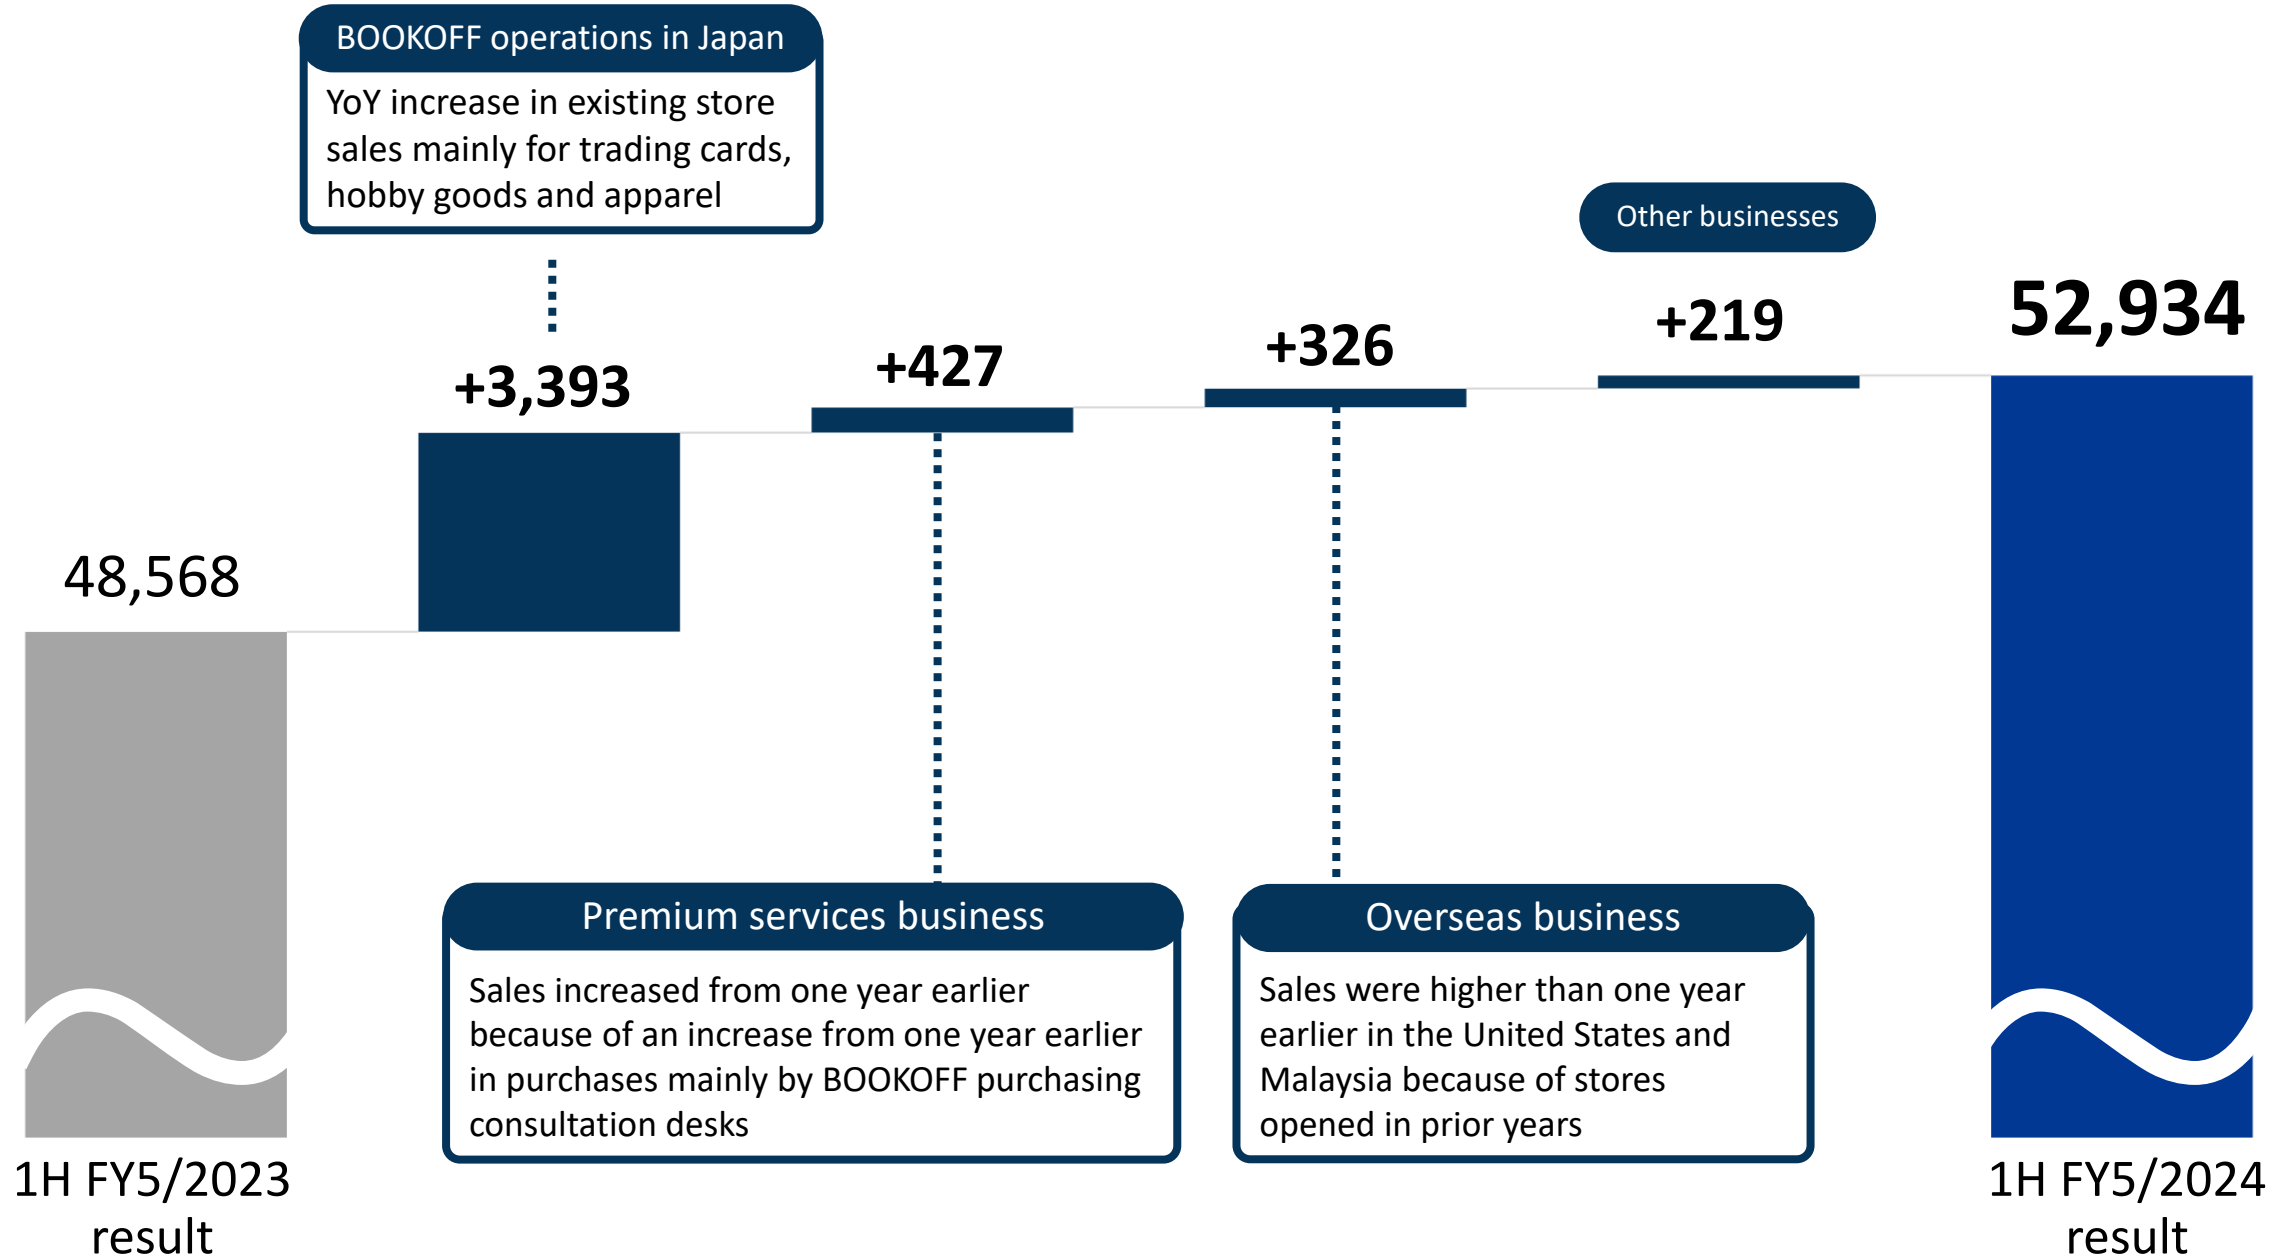 BOOKOFF operations in Japan
YoY increase in existing store
sales mainly for trading cards,
hobby goods and apparel
Other businesses
48,568
+3,393
+427
+326
+219
52,934
Premium services business
Sales increased from one year earlier
because of an increase from one year earlier
in purchases mainly by BOOKOFF purchasing
consultation desks
Overseas business
Sales were higher than one year
earlier in the United States and
Malaysia because of stores
opened in prior years
1H FY5/2023
result
1H FY5/2024
result